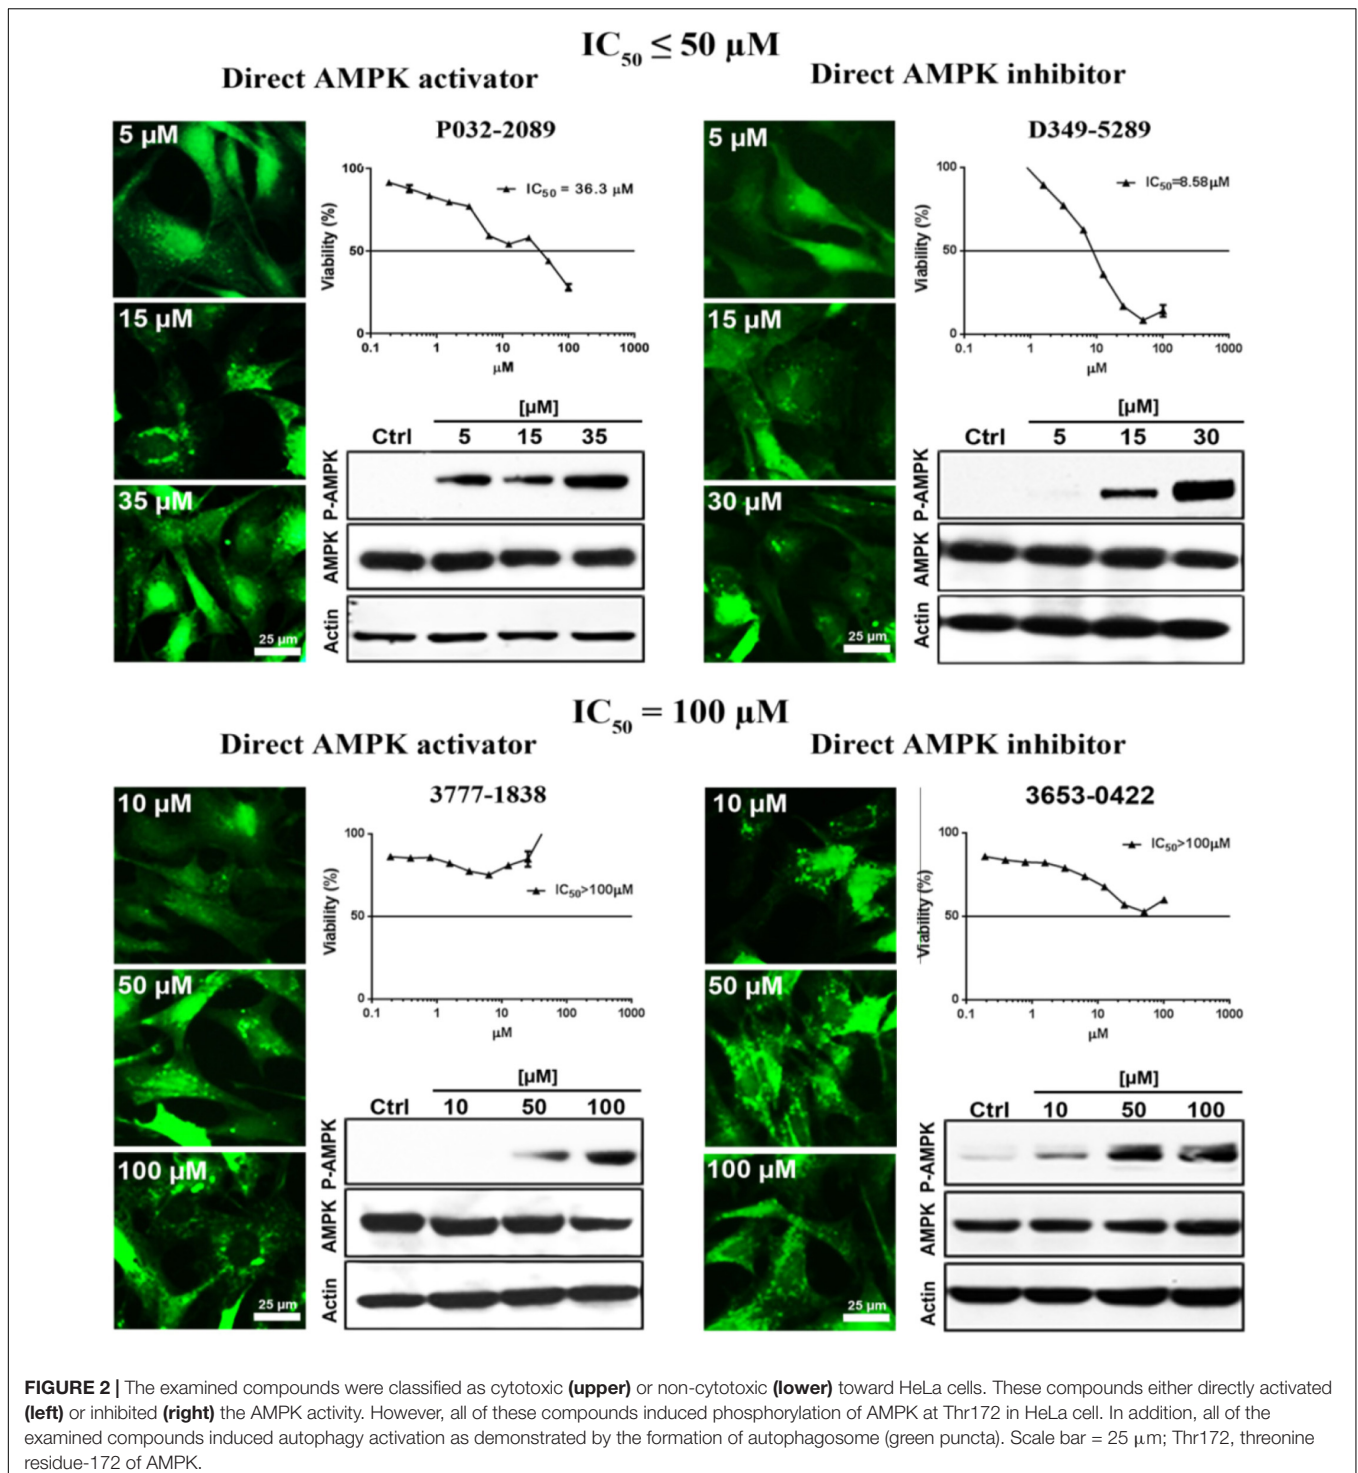 IC50 ≤ 50 µM
Direct AMPK activator
Direct AMPK inhibitor
5 µM
15 µM
35 µM
25 µm
P032-2089
Viability (%)
100
50
0
IC50 = 36.3 µM
0.1 1 10 100 1000
µM
[µM]
Ctrl 5 15 35
P-AMPK
AMPK
Actin
5 µM
15 µM
30 µM
25 µm
D349-5289
Viability (%)
100
50
0
IC50=8.58µM
0.1 1 10 100 1000
µM
[µM]
Ctrl 5 15 30
P-AMPK
AMPK
Actin
IC50 = 100 µM
Direct AMPK activator
Direct AMPK inhibitor
10 µM
50 µM
100 µM
25 µm
3777-1838
Viability (%)
100
50
0
IC50>100µM
0.1 1 10 100 1000
µM
[µM]
Ctrl 10 50 100
P-AMPK
AMPK
Actin
10 µM
50 µM
100 µM
25 µm
3653-0422
Viability (%)
100
50
0
IC50>100µM
0.1 1 10 100 1000
µM
[µM]
Ctrl 10 50 100
P-AMPK
AMPK
Actin
FIGURE 2 | The examined compounds were classified as cytotoxic (upper) or non-cytotoxic (lower) toward HeLa cells. These compounds either directly activated
(left) or inhibited (right) the AMPK activity. However, all of these compounds induced phosphorylation of AMPK at Thr172 in HeLa cell. In addition, all of the
examined compounds induced autophagy activation as demonstrated by the formation of autophagosome (green puncta). Scale bar = 25 µm; Thr172, threonine
residue-172 of AMPK.